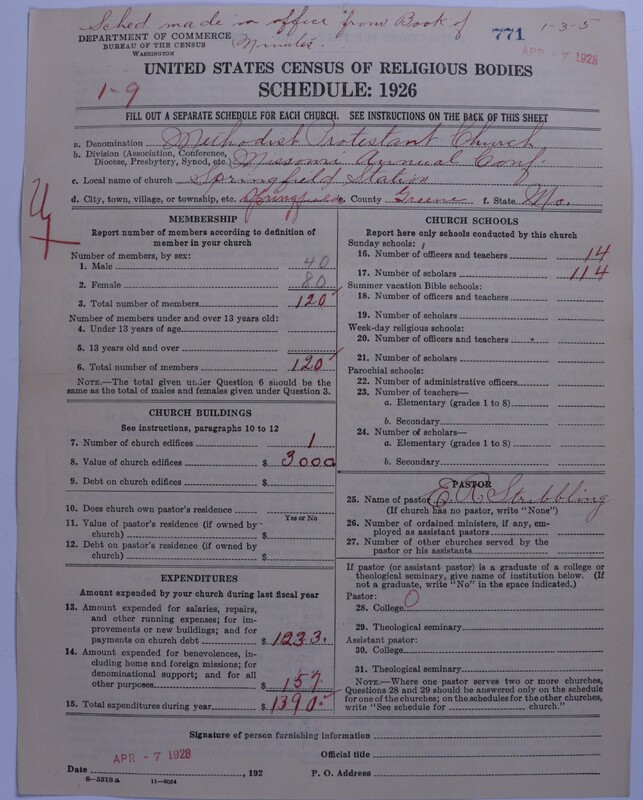 Sched. made in office from Book of
Minutes.
1-3-5
771
APR - 7 1928
DEPARTMENT OF COMMERCE
BUREAU OF THE CENSUS
WASHINGTON
UNITED STATES CENSUS OF RELIGIOUS BODIES
SCHEDULE: 1926
1-9
FILL OUT A SEPARATE SCHEDULE FOR EACH CHURCH. SEE INSTRUCTIONS ON THE BACK OF THIS SHEET
a. Denomination Methodist Protestant Church
b. Division (Association, Conference, Diocese, Presbytery, Synod, etc.) Missouri Annual Conf
c. Local name of church Springfield Station
d. City, town, village, or township, etc. Springfield e. County Greene f. State Mo.
MEMBERSHIP
Report number of members according to definition of
member in your church
Number of members, by sex:
1. Male 40
2. Female 80
3. Total number of members 120
Number of members under and over 13 years old:
4. Under 13 years of age
5. 13 years old and over
6. Total number of members 120
NOTE.—The total given under Question 6 should be
same as the total of males and females given under Question 3.
CHURCH BUILDINGS
See instructions, paragraphs 10 to 12
7. Number of church edifices 1
8. Value of church edifices $ 3000
9. Debt on church edifices $
10. Does church own pastor's residence
Yes or No
11. Value of pastor's residence (if owned by
church) $
12. Debt on pastor's residence (if owned by
church) $
EXPENDITURES
Amount expended by your church during last fiscal year
13. Amount expended for salaries, repairs,
and other running expenses; for im-
provements or new buildings; and for
payments on church debt $ 1233.
14. Amount expended for benevolences, in-
cluding home and foreign missions; for
denominational support; and for all
other purposes $ 157.
15. Total expenditures during year $ 1390.
CHURCH SCHOOLS
Report here only schools conducted by this church
Sunday schools:
16. Number of officers and teachers 14
17. Number of scholars 114
Summer vacation Bible schools:
18. Number of officers and teachers
19. Number of scholars
Week-day religious schools:
20. Number of officers and teachers
21. Number of scholars
Parochial schools:
22. Number of administrative officers
23. Number of teachers—
a. Elementary (grades 1 to 8)
b. Secondary
24. Number of scholars—
a. Elementary (grades 1 to 8)
b. Secondary
PASTOR
25. Name of pastor E. R. Stribbling
(If church has no pastor, write "None")
26. Number of ordained ministers, if any, em-
ployed as assistant pastors
27. Number of other churches served by the
pastor or his assistants
If pastor (or assistant pastor) is a graduate of a college or
theological seminary, give name of institution below. (If
not a graduate, write "No" in the space indicated.)
Pastor:
28. College 0
29. Theological seminary
Assistant pastor:
30. College
31. Theological seminary
NOTE.—Where one pastor serves two or more churches,
Questions 28 and 29 should be answered only on the schedule
for one of the churches; on the schedules for the other churches,
write "See schedule for church."
Signature of person furnishing information
Official title
APR - 7 1928
Date , 192 P. O. Address
8—5518 a 11—9034